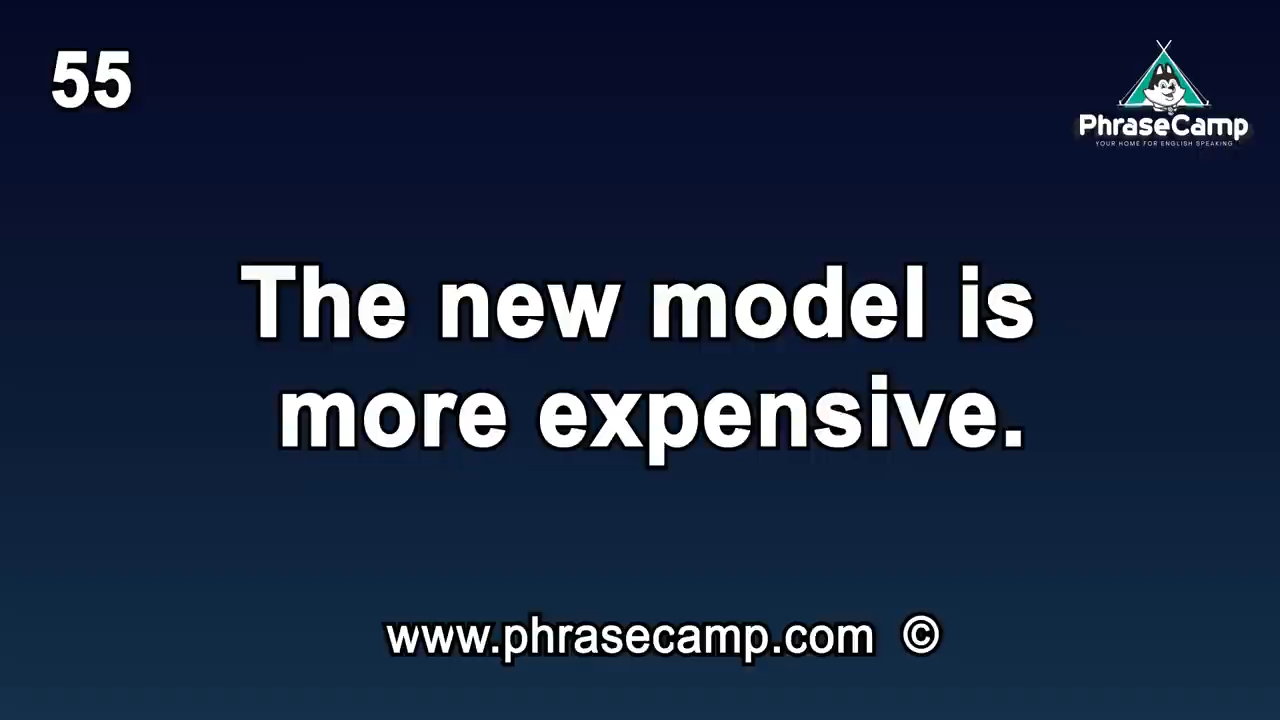 55
PhraseCamp
YOUR HOME FOR ENGLISH SPEAKING
The new model is
more expensive.
www.phrasecamp.com ©